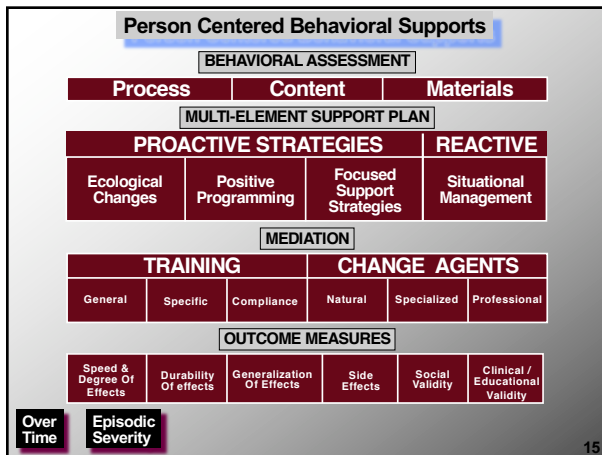 Person Centered Behavioral Supports
BEHAVIORAL ASSESSMENT
Process Content Materials
MULTI-ELEMENT SUPPORT PLAN
PROACTIVE STRATEGIES REACTIVE
Ecological
Changes
Positive
Programming
Focused
Support
Strategies
Situational
Management
MEDIATION
TRAINING CHANGE AGENTS
General Specific Compliance Natural Specialized Professional
OUTCOME MEASURES
Speed &
Degree Of
Effects
Durability
Of effects
Generalization
Of Effects
Side
Effects
Social
Validity
Clinical /
Educational
Validity
Over
Time
Episodic
Severity
15